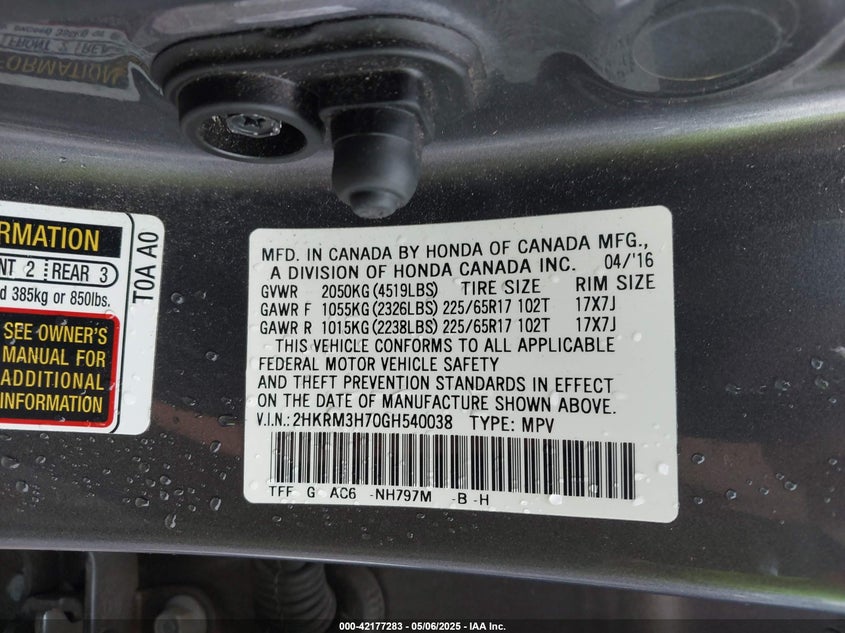 RMATION
NT 2 REAR 3
d 385kg or 850lbs.
SEE OWNER'S
MANUAL FOR
ADDITIONAL
INFORMATION
T0A A0
MFD. IN CANADA BY HONDA OF CANADA MFG.,
A DIVISION OF HONDA CANADA INC. 04/'16
GVWR 2050KG (4519LBS) TIRE SIZE RIM SIZE
GAWR F 1055KG (2326LBS) 225/65R17 102T 17X7J
GAWR R 1015KG (2238LBS) 225/65R17 102T 17X7J
THIS VEHICLE CONFORMS TO ALL APPLICABLE
FEDERAL MOTOR VEHICLE SAFETY
AND THEFT PREVENTION STANDARDS IN EFFECT
ON THE DATE OF MANUFACTURE SHOWN ABOVE.
V.I.N.: 2HKRM3H70GH540038 TYPE: MPV
TFF G AC6 -NH797M -B -H
000-42177283 - 05/06/2025 - IAA Inc.